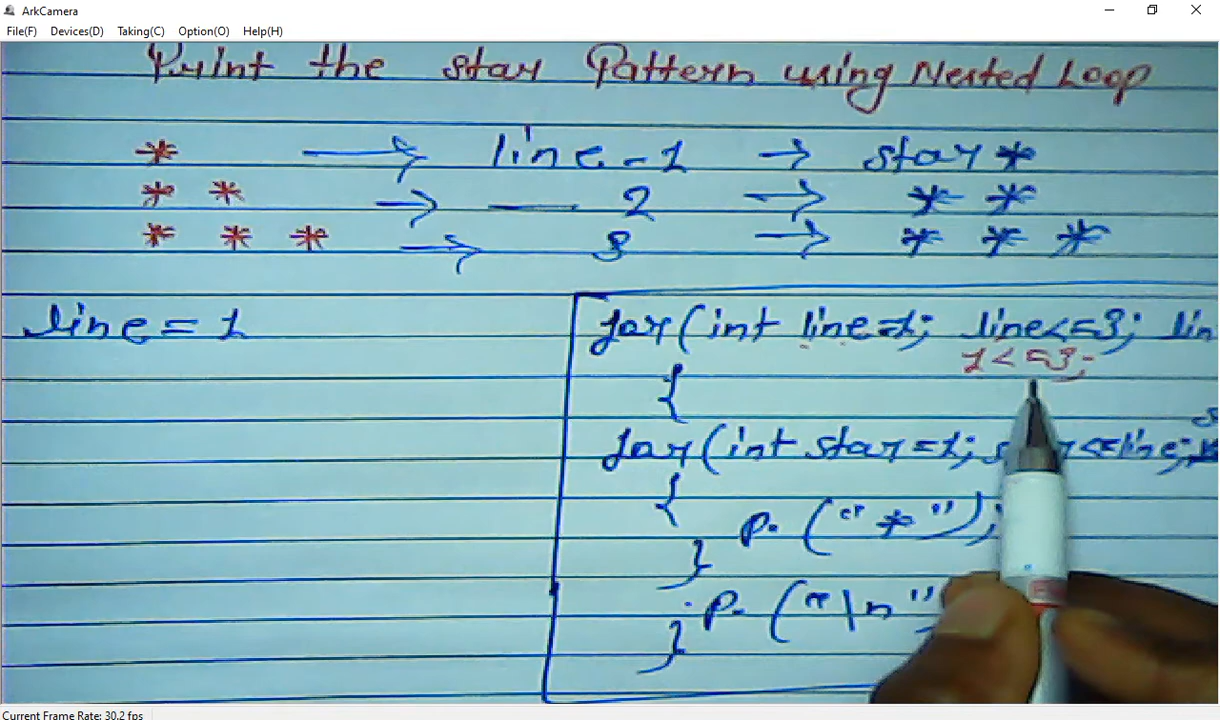 ArkCamera
File(F) Devices(D) Taking(C) Option(O) Help(H)
Print the star Pattern using Nested Loop
* → line-1 → star *
* * → — 2 → * *
* * * → 3 → * * *
line = 1
for(int line=1; line<=3; lin
1<=3;
{
for(int star=1; s <=line;
{
p. ("*");
}
p. ("\n"
}
Current Frame Rate: 30.2 fps